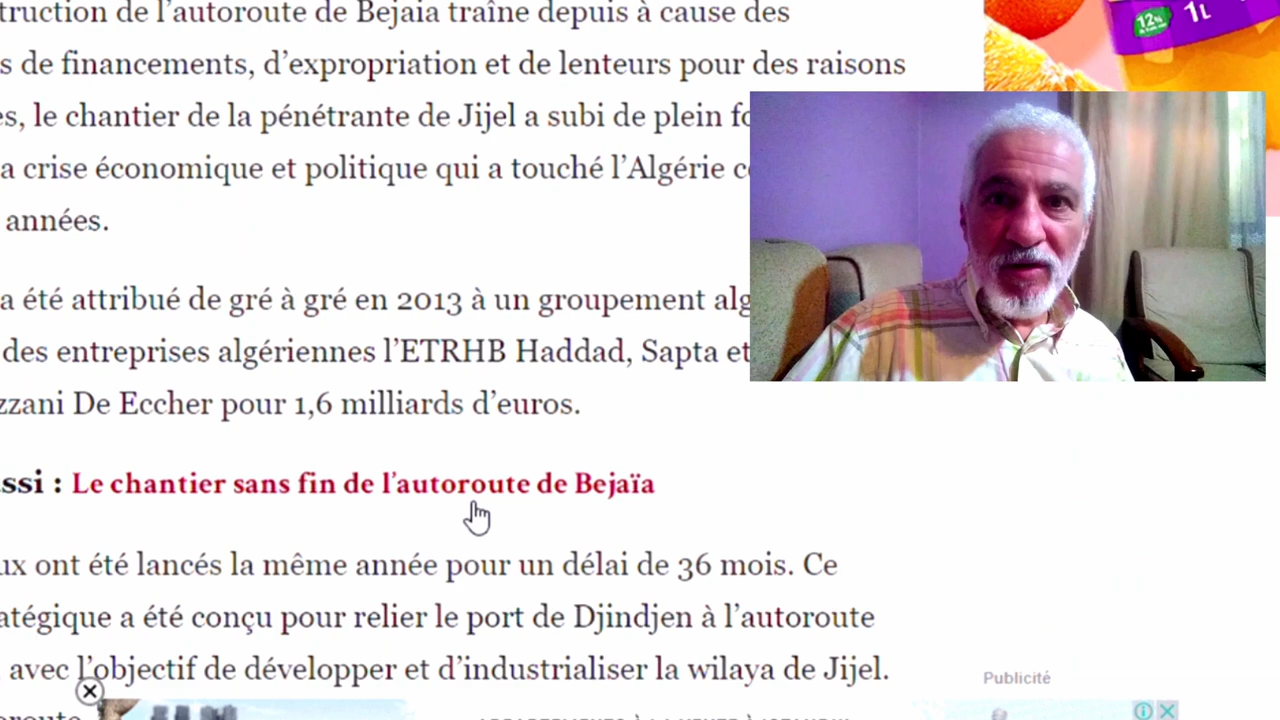 truction de l’autoroute de Bejaia traîne depuis à cause des
s de financements, d’expropriation et de lenteurs pour des raisons
es, le chantier de la pénétrante de Jijel a subi de plein fo
a crise économique et politique qui a touché l’Algérie ce
années.
a été attribué de gré à gré en 2013 à un groupement alg
des entreprises algériennes l’ETRHB Haddad, Sapta et
zzani De Eccher pour 1,6 milliards d’euros.
ssi : Le chantier sans fin de l’autoroute de Bejaïa
ux ont été lancés la même année pour un délai de 36 mois. Ce
atégique a été conçu pour relier le port de Djindjen à l’autoroute
avec l’objectif de développer et d’industrialiser la wilaya de Jijel.
12%
1L
Publicité